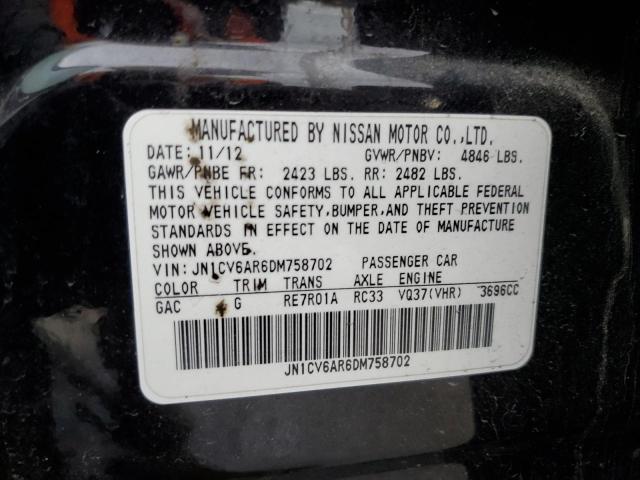 MANUFACTURED BY NISSAN MOTOR CO.,LTD.
DATE: 11/12 GVWR/PNBV: 4846 LBS.
GAWR/PNBE FR: 2423 LBS. RR: 2482 LBS.
THIS VEHICLE CONFORMS TO ALL APPLICABLE FEDERAL
MOTOR VEHICLE SAFETY,BUMPER,AND THEFT PREVENTION
STANDARDS IN EFFECT ON THE DATE OF MANUFACTURE
SHOWN ABOVE.
VIN: JN1CV6AR6DM758702 PASSENGER CAR
COLOR TRIM TRANS AXLE ENGINE
GAC G RE7R01A RC33 VQ37(VHR) 3696CC
JN1CV6AR6DM758702